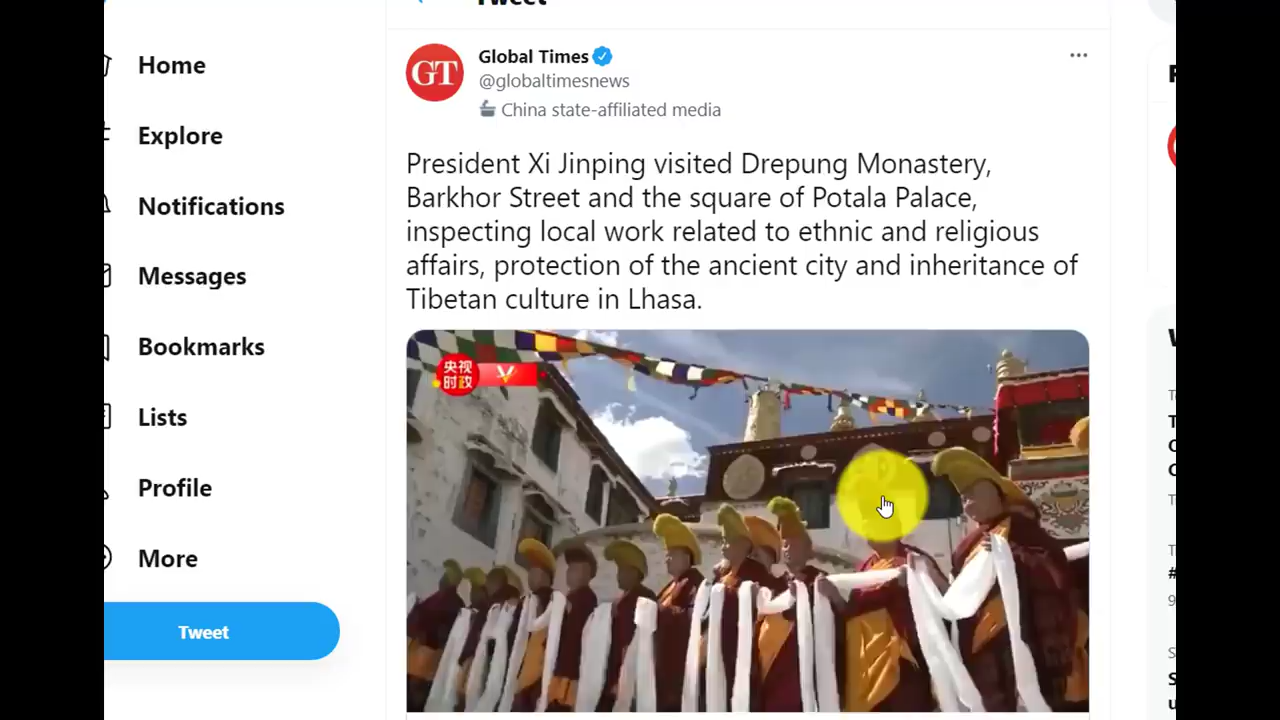 Tweet
Home
Explore
Notifications
Messages
Bookmarks
Lists
Profile
More
Tweet
GT
Global Times
@globaltimesnews
China state-affiliated media
President Xi Jinping visited Drepung Monastery,
Barkhor Street and the square of Potala Palace,
inspecting local work related to ethnic and religious
affairs, protection of the ancient city and inheritance of
Tibetan culture in Lhasa.
央视
时政